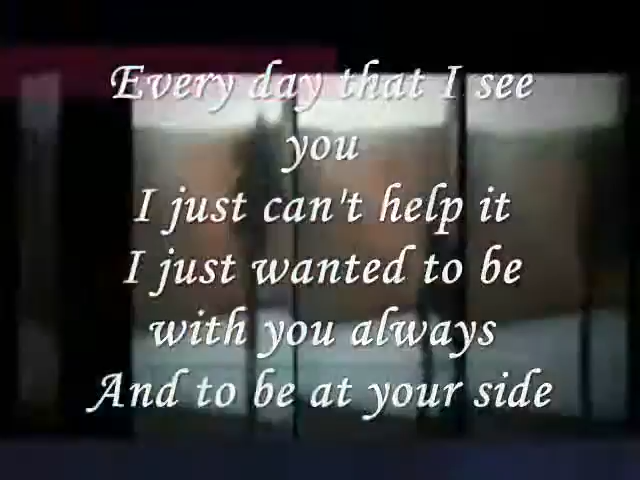 Every day that I see
you
I just can't help it
I just wanted to be
with you always
And to be at your side